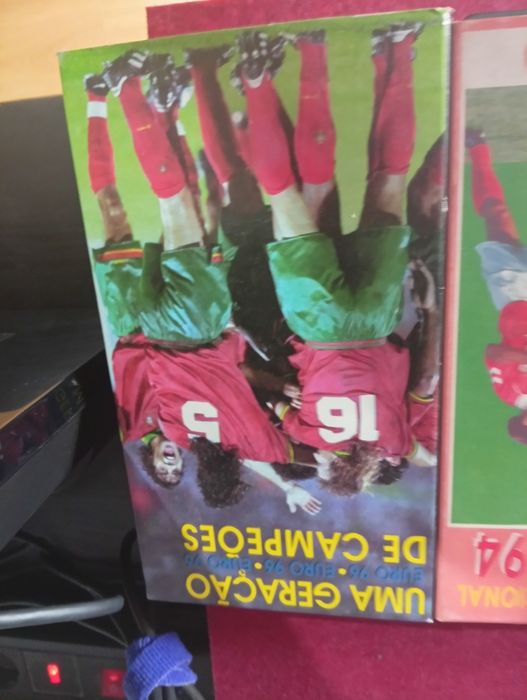 UMA GERAÇÃO
EURO 96 • EURO 96 • EURO 96
DE CAMPEÕES
16
5
94